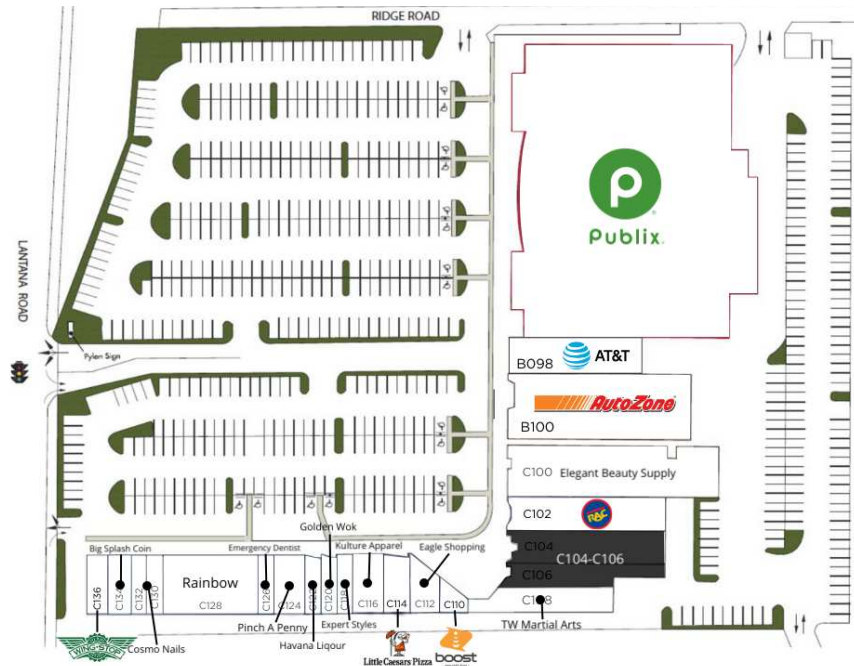 RIDGE ROAD
LANTANA ROAD
Publix
Pylon Sign
B098
AT&T
AutoZone
B100
C100
Elegant Beauty Supply
C102
RAC
C104
C104-C106
C106
TW Martial Arts
Golden Wok
Big Splash Coin
Emergency Dentist
Kulture Apparel
Eagle Shopping
Rainbow
C136
C134
C132
C130
C128
C126
C124
C120
C118
C116
C114
C112
C110
Pinch A Penny
Expert Styles
Cosmo Nails
Havana Liqour
WING·STOP
Little Caesars Pizza
boost